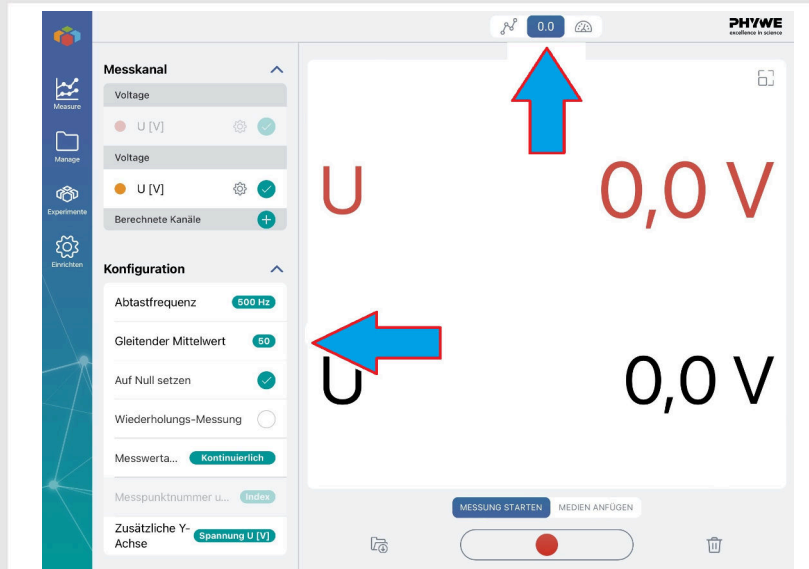 0.0
PHYWE
excellence in science
Measure
Manage
Experimente
Einrichten
Messkanal
Voltage
U [V]
Voltage
U [V]
Berechnete Kanäle
Konfiguration
Abtastfrequenz 500 Hz
Gleitender Mittelwert 50
Auf Null setzen
Wiederholungs-Messung
Messwerta... Kontinuierlich
Messpunktnummer u... Index
Zusätzliche Y-
Achse Spannung U [V]
U 0,0 V
U 0,0 V
MESSUNG STARTEN MEDIEN ANFÜGEN